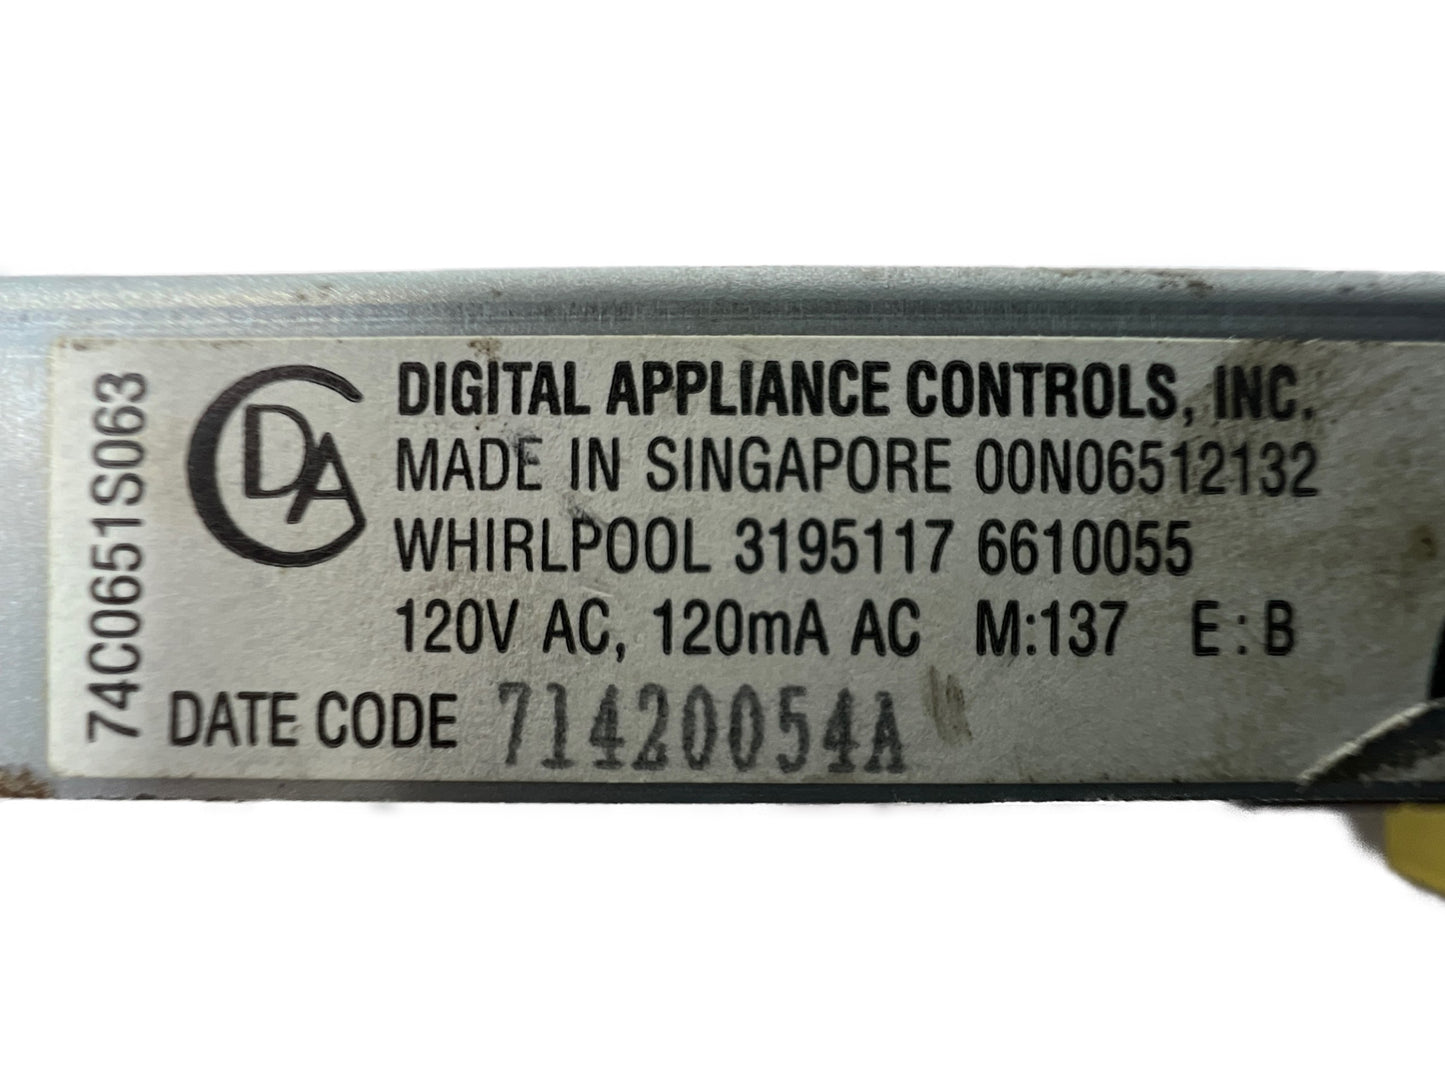 74C0651S063
CDA
DIGITAL APPLIANCE CONTROLS, INC.
MADE IN SINGAPORE 00N06512132
WHIRLPOOL 3195117 6610055
120V AC, 120mA AC M:137 E:B
DATE CODE 71420054A